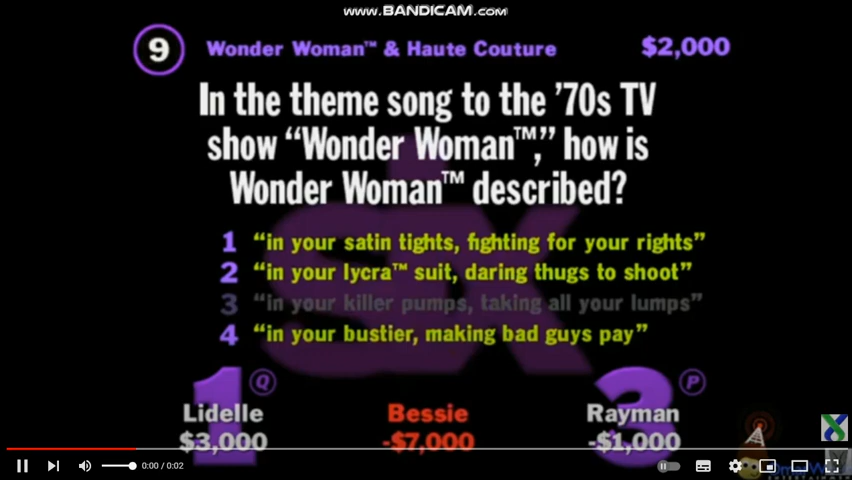 www.BANDICAM.com
9 Wonder Woman™ & Haute Couture $2,000
In the theme song to the '70s TV
show “Wonder Woman™,” how is
Wonder Woman™ described?
1 “in your satin tights, fighting for your rights”
2 “in your lycra™ suit, daring thugs to shoot”
3 “in your killer pumps, taking all your lumps”
4 “in your bustier, making bad guys pay”
1 Q 3 P
Lidelle Bessie Rayman
$3,000 -$7,000 -$1,000
0:00 / 0:02